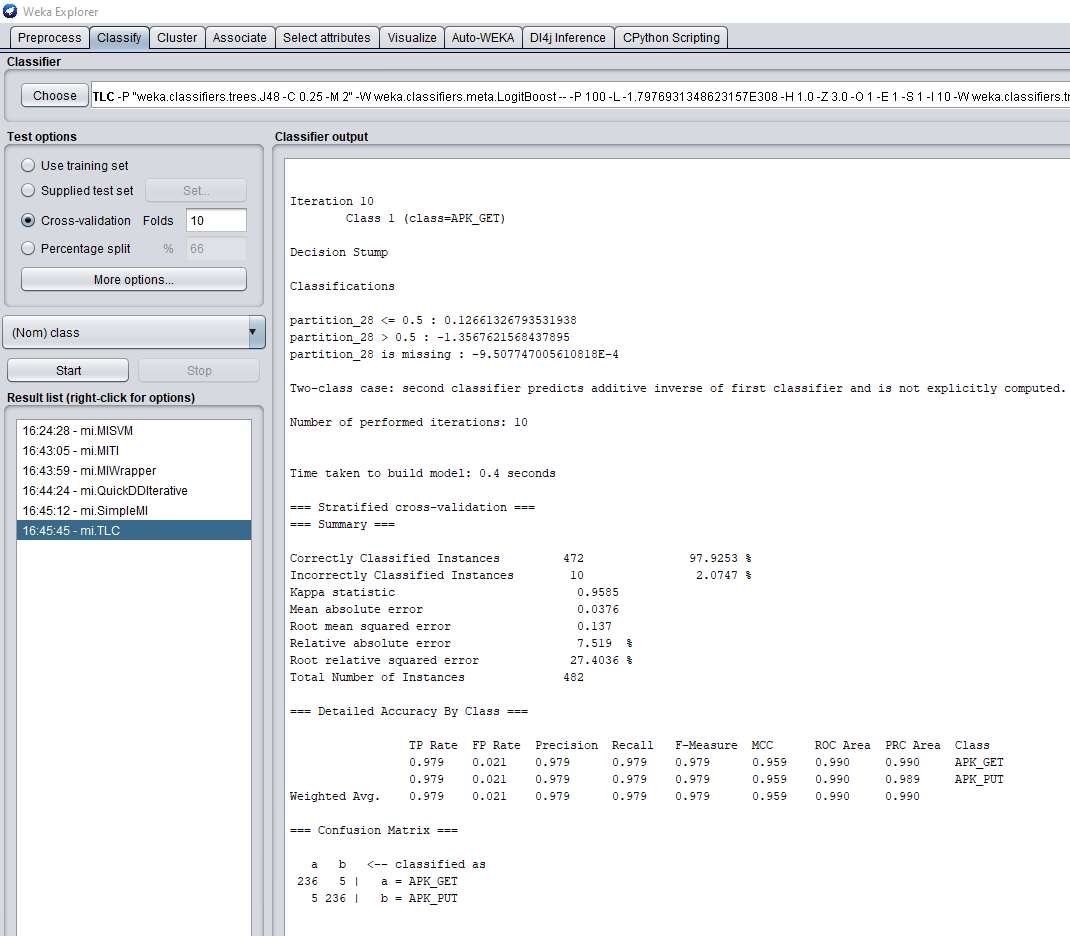 Weka Explorer
Preprocess Classify Cluster Associate Select attributes Visualize Auto-WEKA Dl4j Inference CPython Scripting
Classifier
Choose TLC -P "weka.classifiers.trees.J48 -C 0.25 -M 2" -W weka.classifiers.meta.LogitBoost -- -P 100 -L -1.7976931348623157E308 -H 1.0 -Z 3.0 -O 1 -E 1 -S 1 -I 10 -W weka.classifiers.tr
Test options
Use training set
Supplied test set Set...
Cross-validation Folds 10
Percentage split % 66
More options...
(Nom) class
Start Stop
Result list (right-click for options)
16:24:28 - mi.MISVM
16:43:05 - mi.MITI
16:43:59 - mi.MIWrapper
16:44:24 - mi.QuickDDIterative
16:45:12 - mi.SimpleMI
16:45:45 - mi.TLC
Classifier output
Iteration 10
Class 1 (class=APK_GET)
Decision Stump
Classifications
partition_28 <= 0.5 : 0.12661326793531938
partition_28 > 0.5 : -1.3567621568437895
partition_28 is missing : -9.507747005610818E-4
Two-class case: second classifier predicts additive inverse of first classifier and is not explicitly computed.
Number of performed iterations: 10
Time taken to build model: 0.4 seconds
=== Stratified cross-validation ===
=== Summary ===
Correctly Classified Instances 472 97.9253 %
Incorrectly Classified Instances 10 2.0747 %
Kappa statistic 0.9585
Mean absolute error 0.0376
Root mean squared error 0.137
Relative absolute error 7.519 %
Root relative squared error 27.4036 %
Total Number of Instances 482
=== Detailed Accuracy By Class ===
TP Rate FP Rate Precision Recall F-Measure MCC ROC Area PRC Area Class
0.979 0.021 0.979 0.979 0.979 0.959 0.990 0.990 APK_GET
0.979 0.021 0.979 0.979 0.979 0.959 0.990 0.989 APK_PUT
Weighted Avg. 0.979 0.021 0.979 0.979 0.979 0.959 0.990 0.990
=== Confusion Matrix ===
a b <-- classified as
236 5 | a = APK_GET
5 236 | b = APK_PUT